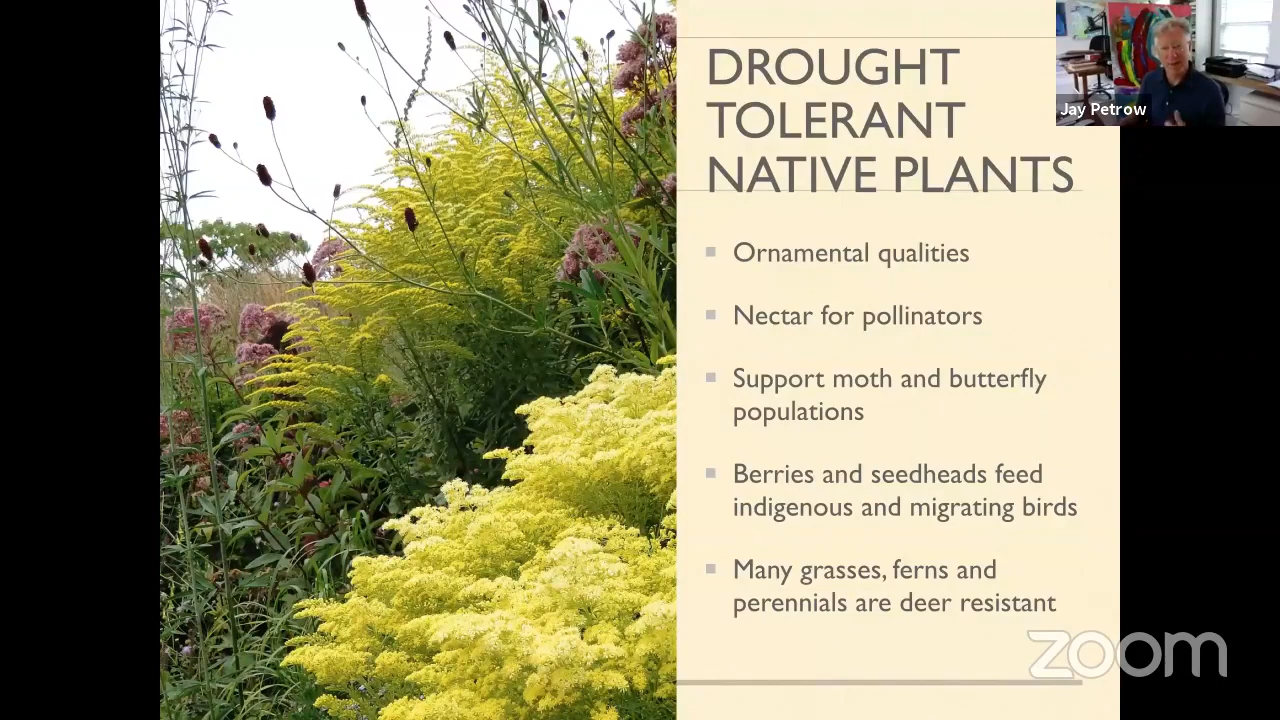 DROUGHT
TOLERANT
NATIVE PLANTS
Jay Petrow
Ornamental qualities
Nectar for pollinators
Support moth and butterfly
populations
Berries and seedheads feed
indigenous and migrating birds
Many grasses, ferns and
perennials are deer resistant
zoom